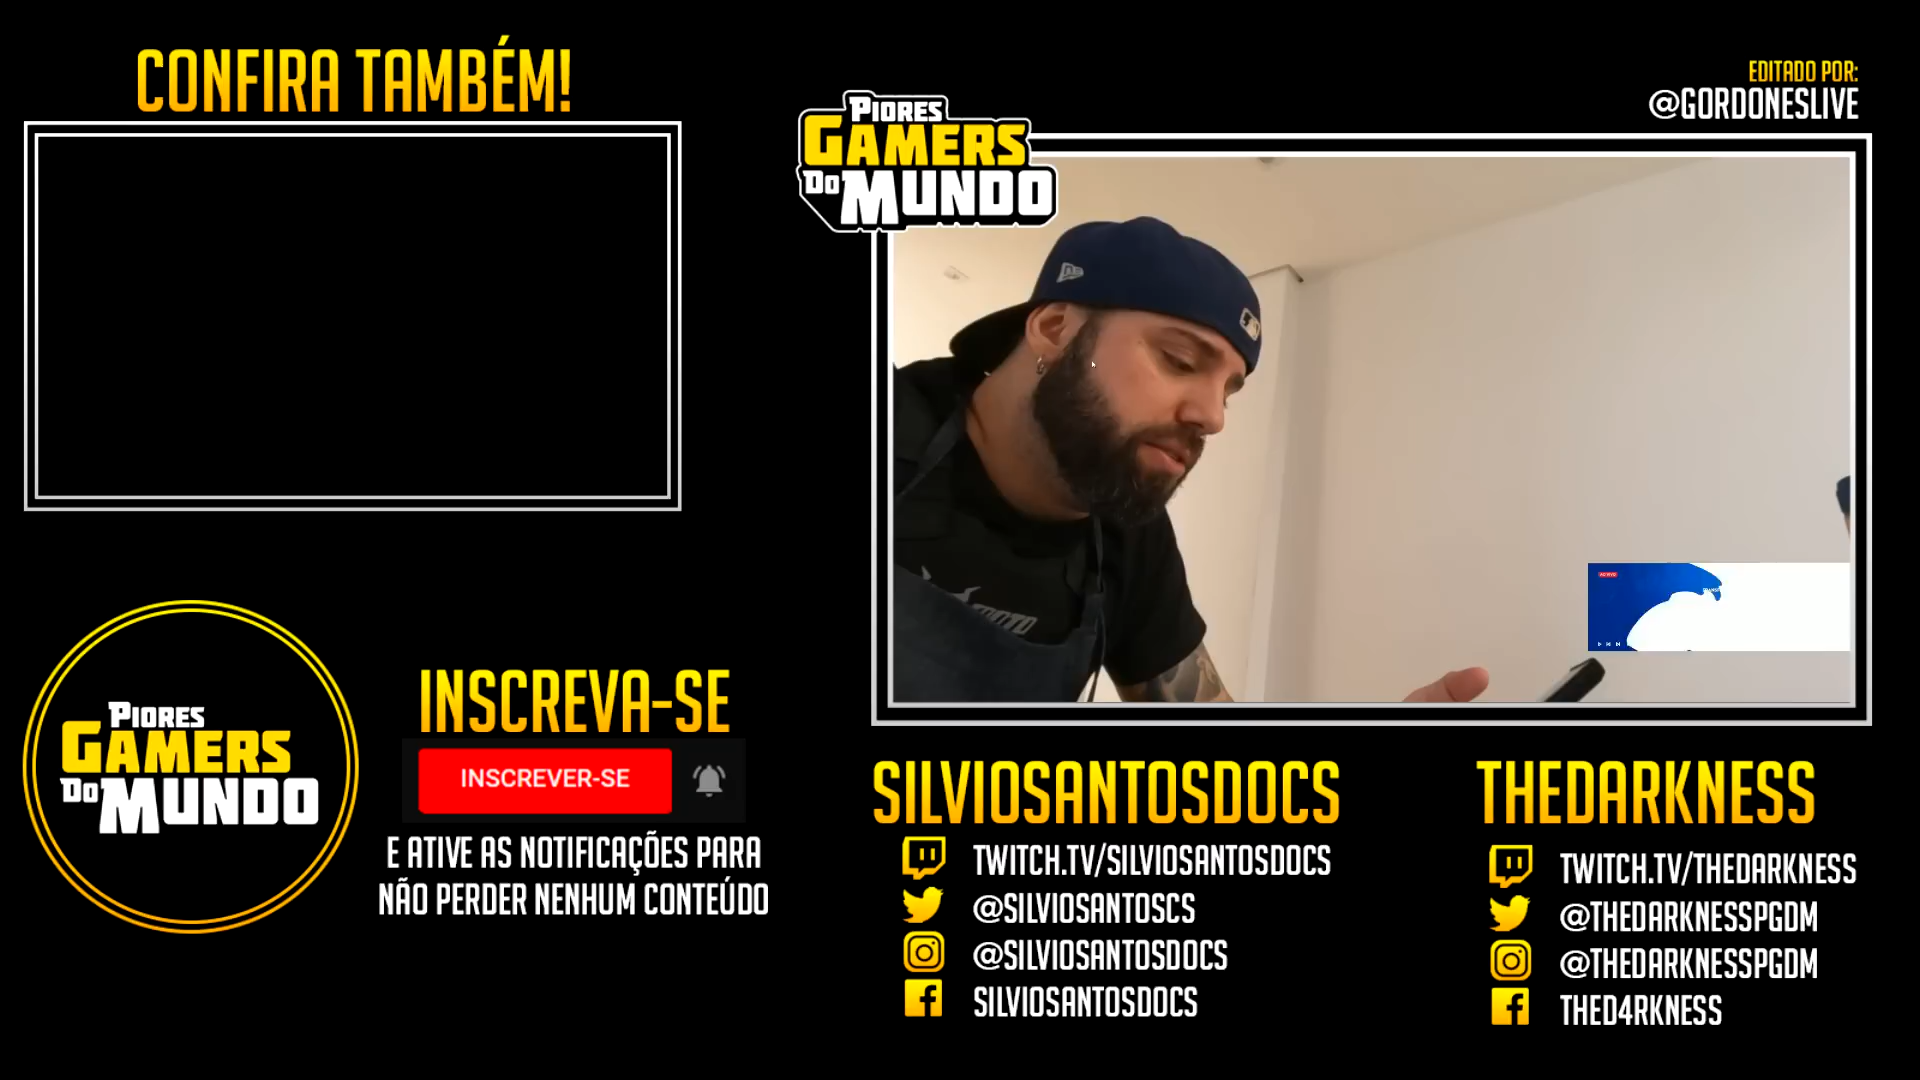 CONFIRA TAMBÉM!
EDITADO POR:
@GORDONESLIVE
PIORES
GAMERS
DO MUNDO
AO VIVO
PIORES
GAMERS
DO MUNDO
INSCREVA-SE
INSCREVER-SE
E ATIVE AS NOTIFICAÇÕES PARA
NÃO PERDER NENHUM CONTEÚDO
SILVIOSANTOSDOCS
TWITCH.TV/SILVIOSANTOSDOCS
@SILVIOSANTOSCS
@SILVIOSANTOSDOCS
SILVIOSANTOSDOCS
THEDARKNESS
TWITCH.TV/THEDARKNESS
@THEDARKNESSPGDM
@THEDARKNESSPGDM
THED4RKNESS